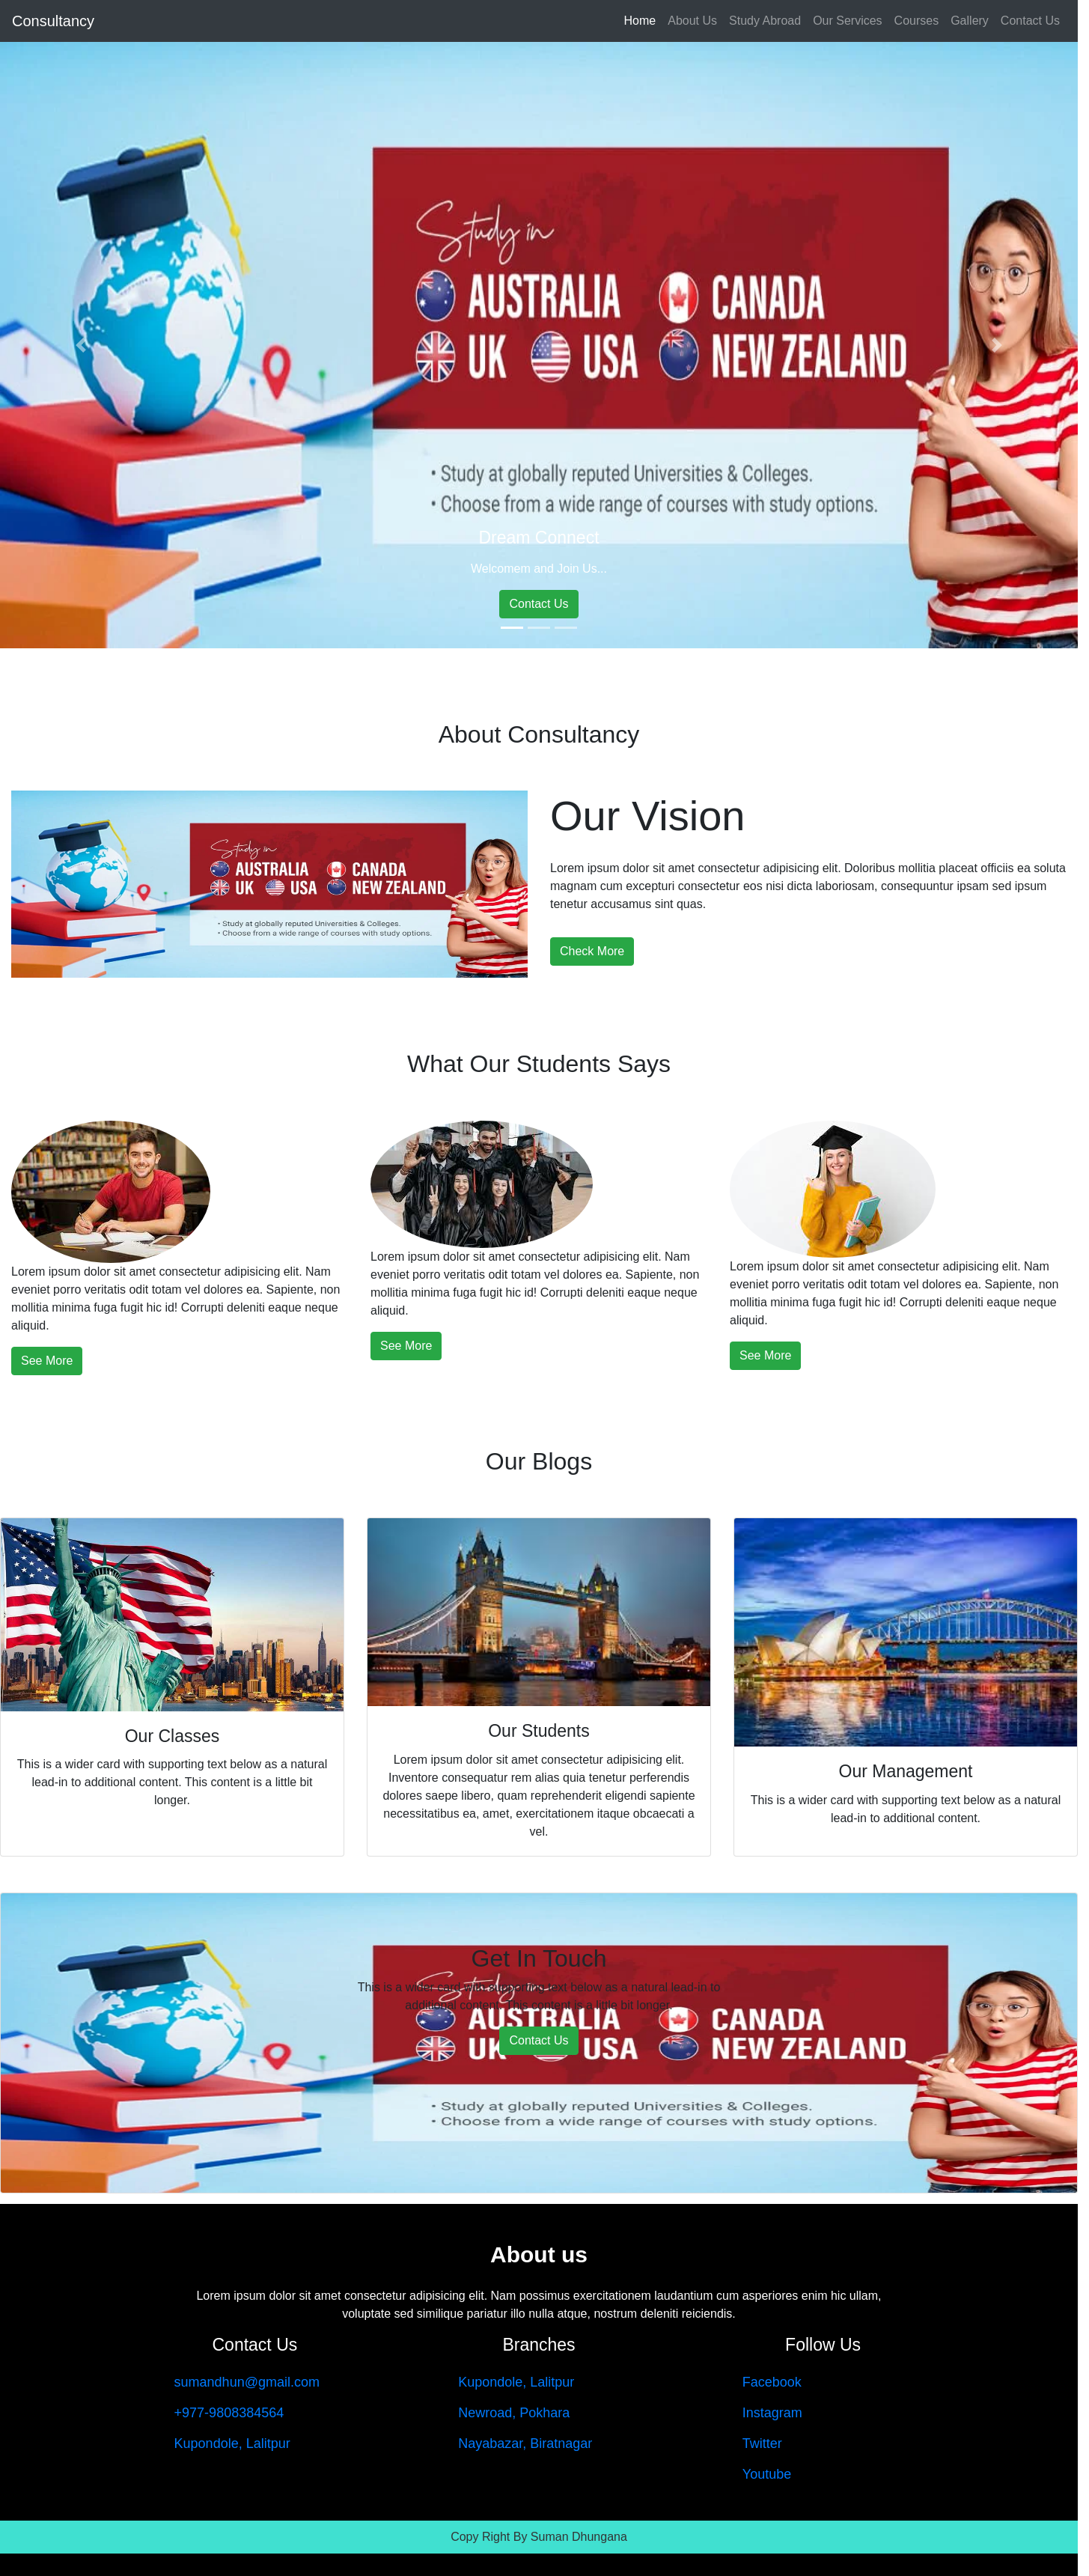 Consultancy
Home About Us Study Abroad Our Services Courses Gallery Contact Us
Study in
AUSTRALIA CANADA
UK USA NEW ZEALAND
• Study at globally reputed Universities & Colleges.
• Choose from a wide range of courses with study options.
Dream Connect
Welcomem and Join Us...
Contact Us
About Consultancy
Study in
AUSTRALIA CANADA
UK USA NEW ZEALAND
• Study at globally reputed Universities & Colleges.
• Choose from a wide range of courses with study options.
Our Vision
Lorem ipsum dolor sit amet consectetur adipisicing elit. Doloribus mollitia placeat officiis ea soluta
magnam cum excepturi consectetur eos nisi dicta laboriosam, consequuntur ipsam sed ipsum
tenetur accusamus sint quas.
Check More
What Our Students Says
Lorem ipsum dolor sit amet consectetur adipisicing elit. Nam
eveniet porro veritatis odit totam vel dolores ea. Sapiente, non
mollitia minima fuga fugit hic id! Corrupti deleniti eaque neque
aliquid.
See More
Lorem ipsum dolor sit amet consectetur adipisicing elit. Nam
eveniet porro veritatis odit totam vel dolores ea. Sapiente, non
mollitia minima fuga fugit hic id! Corrupti deleniti eaque neque
aliquid.
See More
Lorem ipsum dolor sit amet consectetur adipisicing elit. Nam
eveniet porro veritatis odit totam vel dolores ea. Sapiente, non
mollitia minima fuga fugit hic id! Corrupti deleniti eaque neque
aliquid.
See More
Our Blogs
Our Classes
This is a wider card with supporting text below as a natural
lead-in to additional content. This content is a little bit
longer.
Our Students
Lorem ipsum dolor sit amet consectetur adipisicing elit.
Inventore consequatur rem alias quia tenetur perferendis
dolores saepe libero, quam reprehenderit eligendi sapiente
necessitatibus ea, amet, exercitationem itaque obcaecati a
vel.
Our Management
This is a wider card with supporting text below as a natural
lead-in to additional content.
Get In Touch
This is a wider card with supporting text below as a natural lead-in to
additional content. This content is a little bit longer.
Study in
AUSTRALIA CANADA
Contact Us
UK USA NEW ZEALAND
• Study at globally reputed Universities & Colleges.
• Choose from a wide range of courses with study options.
About us
Lorem ipsum dolor sit amet consectetur adipisicing elit. Nam possimus exercitationem laudantium cum asperiores enim hic ullam,
voluptate sed similique pariatur illo nulla atque, nostrum deleniti reiciendis.
Contact Us
sumandhun@gmail.com
+977-9808384564
Kupondole, Lalitpur
Branches
Kupondole, Lalitpur
Newroad, Pokhara
Nayabazar, Biratnagar
Follow Us
Facebook
Instagram
Twitter
Youtube
Copy Right By Suman Dhungana